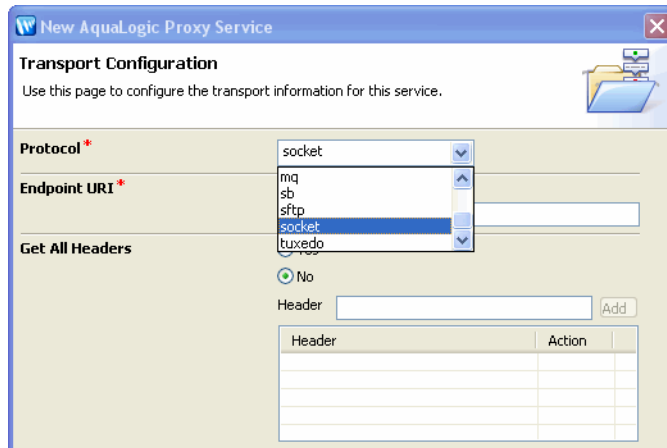 New AquaLogic Proxy Service
Transport Configuration
Use this page to configure the transport information for this service.
Protocol *
socket
mq
sb
sftp
socket
tuxedo
Endpoint URI *
Get All Headers
No
Header
Add
Header Action